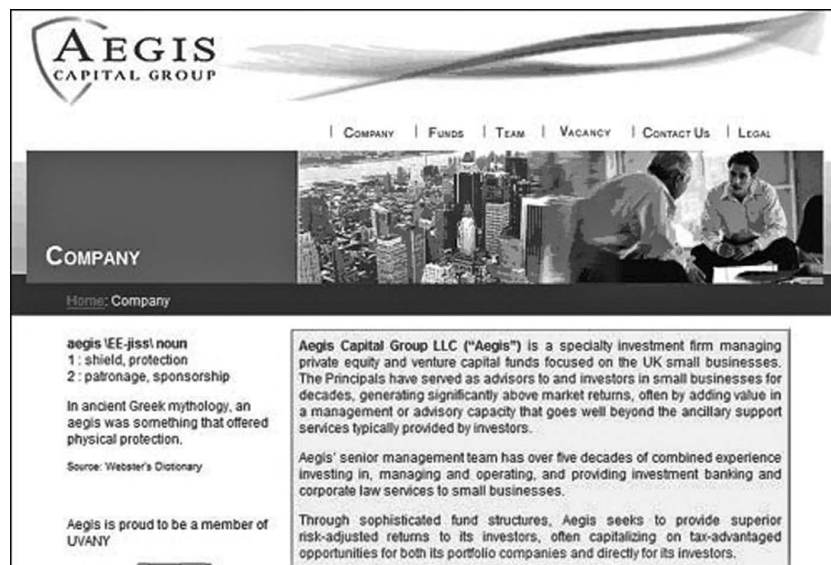 AEGIS
CAPITAL GROUP
| COMPANY | FUNDS | TEAM | VACANCY | CONTACT US | LEGAL
COMPANY
Home: Company
aegis \EE-jiss\ noun
1 : shield, protection
2 : patronage, sponsorship
In ancient Greek mythology, an
aegis was something that offered
physical protection.
Source: Webster's Dictionary
Aegis is proud to be a member of
UVANY
Aegis Capital Group LLC ("Aegis") is a specialty investment firm managing
private equity and venture capital funds focused on the UK small businesses.
The Principals have served as advisors to and investors in small businesses for
decades, generating significantly above market returns, often by adding value in
a management or advisory capacity that goes well beyond the ancillary support
services typically provided by investors.
Aegis' senior management team has over five decades of combined experience
investing in, managing and operating, and providing investment banking and
corporate law services to small businesses.
Through sophisticated fund structures, Aegis seeks to provide superior
risk-adjusted returns to its investors, often capitalizing on tax-advantaged
opportunities for both its portfolio companies and directly for its investors.